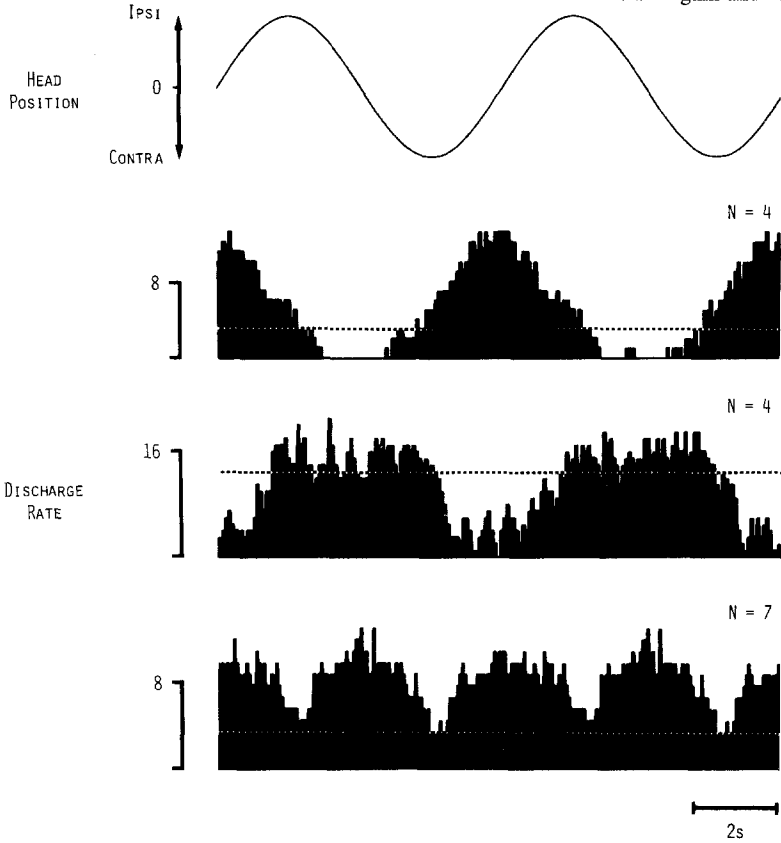 IPSI
HEAD
POSITION
0
CONTRA
N = 4
8
N = 4
16
DISCHARGE
RATE
N = 7
8
2s